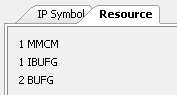 IP Symbol Resource
1 MMCM
1 IBUFG
2 BUFG